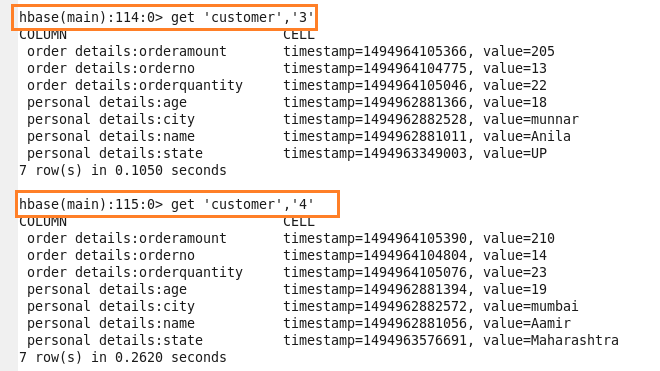 hbase(main):114:0> get 'customer','3'
COLUMN                           CELL
 order details:orderamount       timestamp=1494964105366, value=205
 order details:orderno           timestamp=1494964104775, value=13
 order details:orderquantity     timestamp=1494964105046, value=22
 personal details:age            timestamp=1494962881366, value=18
 personal details:city           timestamp=1494962882528, value=munnar
 personal details:name           timestamp=1494962881011, value=Anila
 personal details:state          timestamp=1494963349003, value=UP
7 row(s) in 0.1050 seconds
hbase(main):115:0> get 'customer','4'
COLUMN                           CELL
 order details:orderamount       timestamp=1494964105390, value=210
 order details:orderno           timestamp=1494964104804, value=14
 order details:orderquantity     timestamp=1494964105076, value=23
 personal details:age            timestamp=1494962881394, value=19
 personal details:city           timestamp=1494962882572, value=mumbai
 personal details:name           timestamp=1494962881056, value=Aamir
 personal details:state          timestamp=1494963576691, value=Maharashtra
7 row(s) in 0.2620 seconds